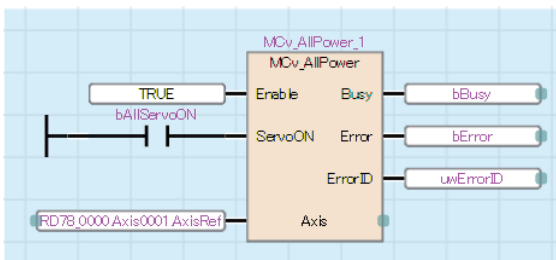 MCv_AllPower_1
MCv_AllPower
TRUE Enable Busy bBusy
bAllServoON
ServoON Error bError
ErrorID uwErrorID
RD78_0000.Axis0001.AxisRef Axis